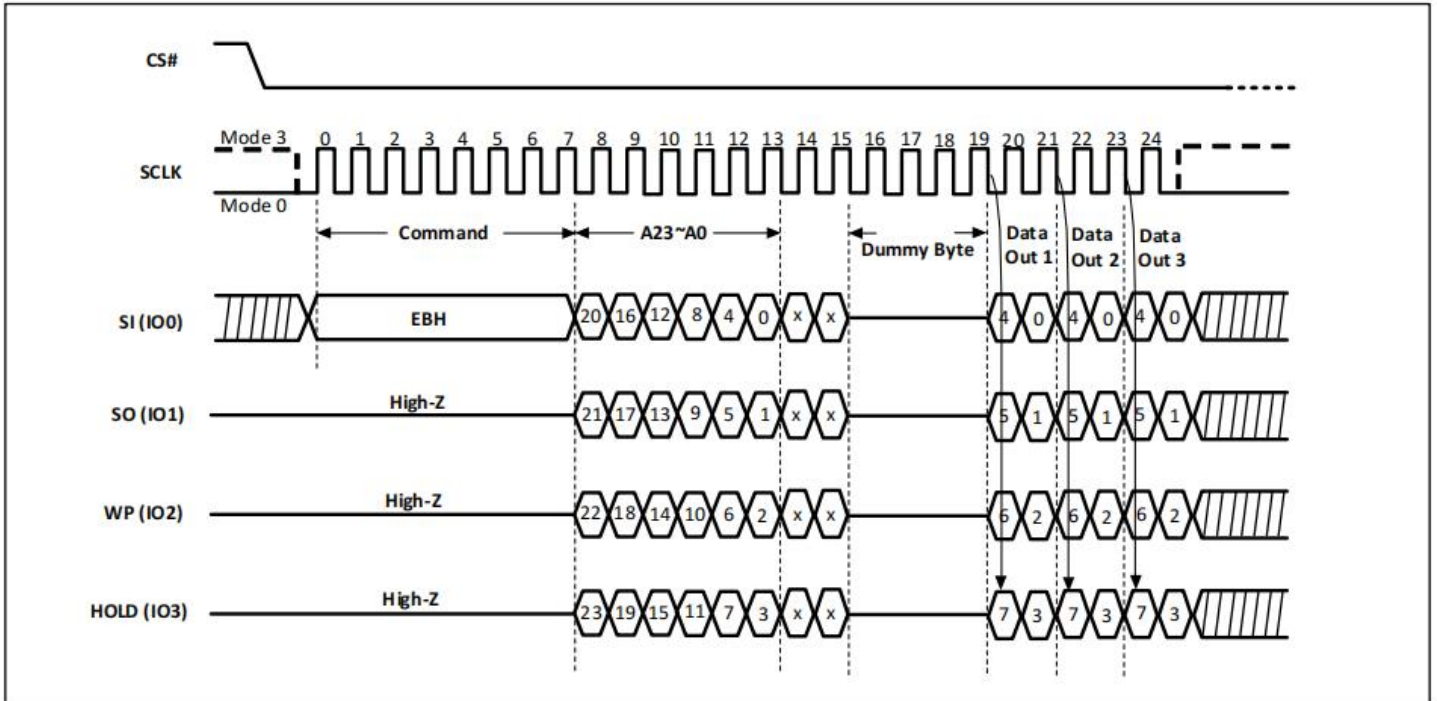 CS#
Mode 3
0 1 2 3 4 5 6 7 8 9 10 11 12 13 14 15 16 17 18 19 20 21 22 23 24
SCLK
Mode 0
Command A23~A0 Dummy Byte Data Out 1 Data Out 2 Data Out 3
SI (IO0) EBH 20 16 12 8 4 0 x x 4 0 4 0 4 0
High-Z
SO (IO1) 21 17 13 9 5 1 x x 5 1 5 1 5 1
High-Z
WP (IO2) 22 18 14 10 6 2 x x 6 2 6 2 6 2
High-Z
HOLD (IO3) 23 19 15 11 7 3 x x 7 3 7 3 7 3